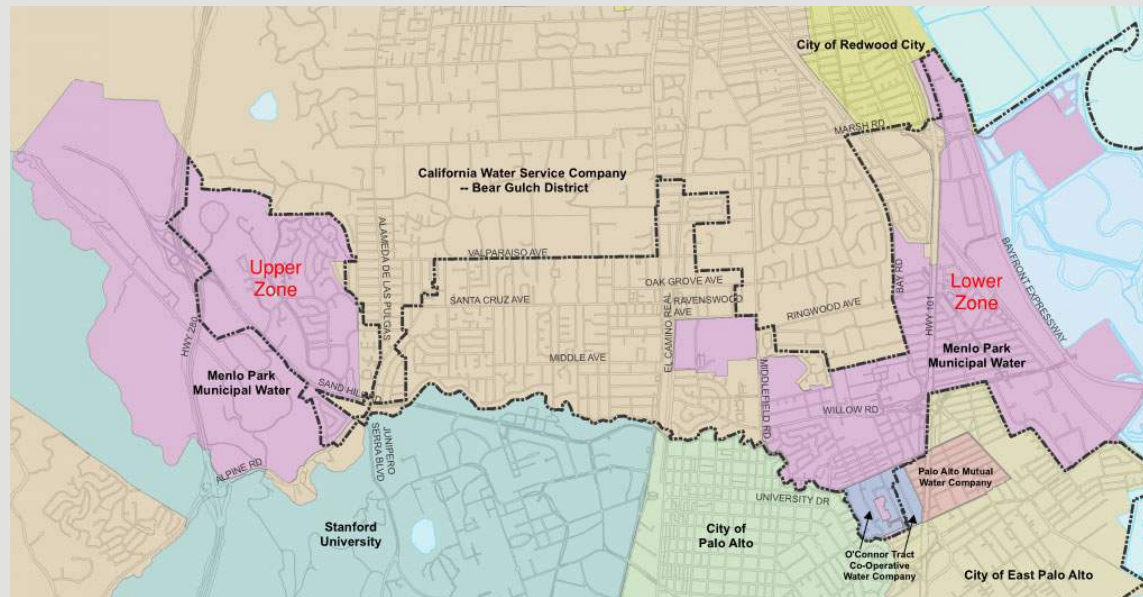 City of Redwood City
MARSH RD
California Water Service Company
-- Bear Gulch District
ALAMEDA DE LAS PULGAS
VALPARAISO AVE
Upper
Zone
OAK GROVE AVE
BAY RD
Lower
Zone
BAYFRONT EXPRESSWAY
SANTA CRUZ AVE
RAVENSWOOD
AVE
RINGWOOD AVE
HWY 101
HWY 280
EL CAMINO REAL
MIDDLE AVE
Menlo Park
Municipal Water
Menlo Park
Municipal Water
SAND HILL RD
MIDDLEFIELD RD
WILLOW RD
JUNIPERO
SERRA BLVD
ALPINE RD
Palo Alto Mutual
Water Company
UNIVERSITY DR
Stanford
University
City of
Palo Alto
O'Connor Tract
Co-Operative
Water Company
City of East Palo Alto